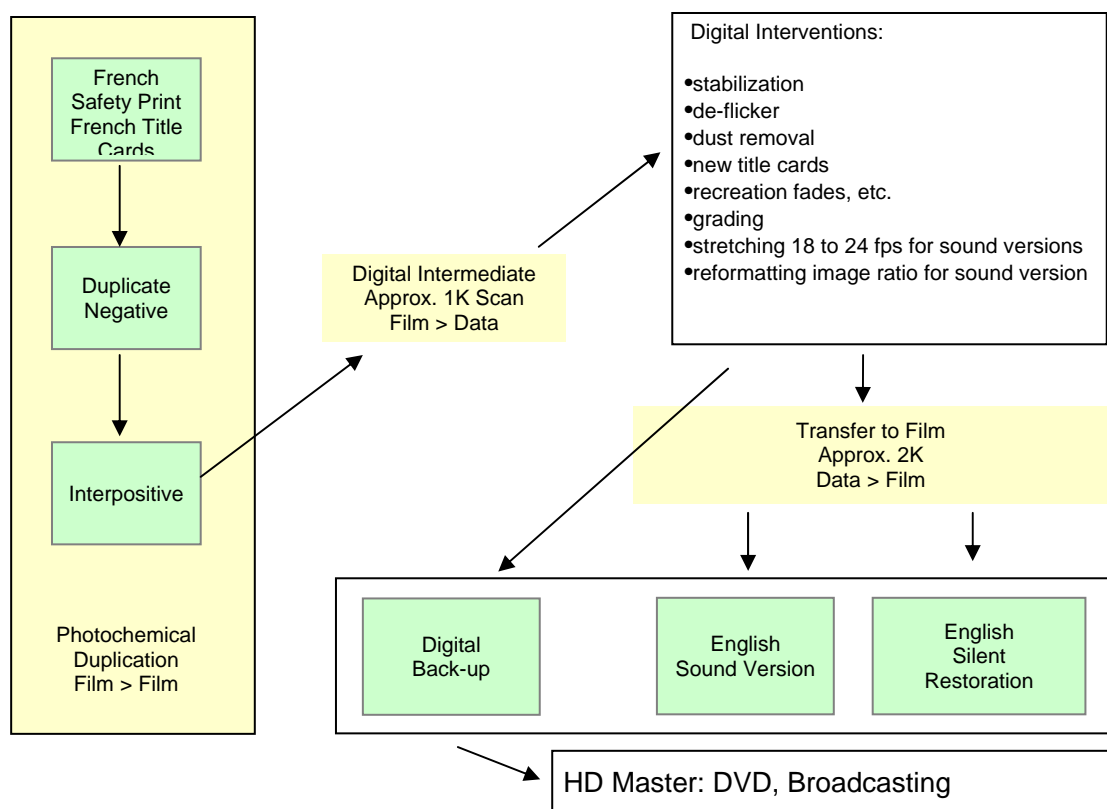 French
Safety Print
French Title
Cards
Duplicate
Negative
Interpositive
Photochemical
Duplication
Film > Film
Digital Intermediate
Approx. 1K Scan
Film > Data
Digital Interventions:
•stabilization
•de-flicker
•dust removal
•new title cards
•recreation fades, etc.
•grading
•stretching 18 to 24 fps for sound versions
•reformatting image ratio for sound version
Transfer to Film
Approx. 2K
Data > Film
Digital
Back-up
English
Sound Version
English
Silent
Restoration
HD Master: DVD, Broadcasting